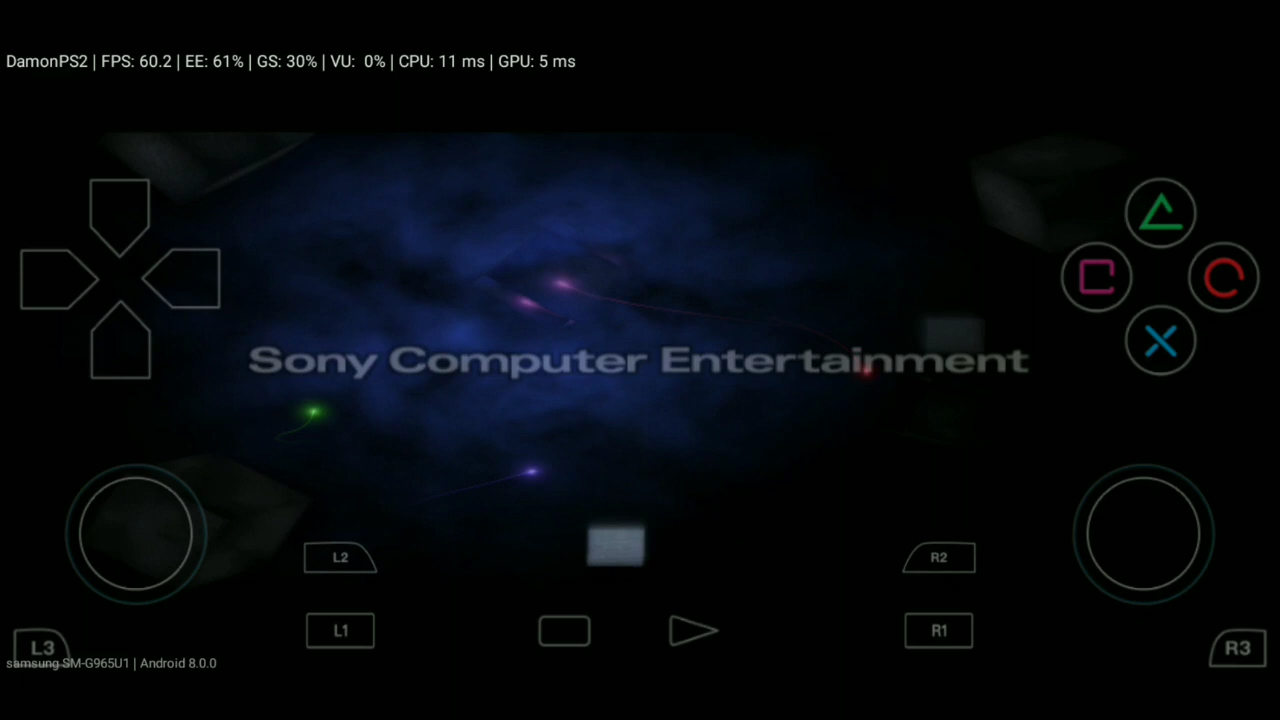 DamonPS2 | FPS: 60.2 | EE: 61% | GS: 30% | VU:  0% | CPU: 11 ms | GPU: 5 ms
Sony Computer Entertainment
L2
R2
L1
R1
L3
R3
samsung SM-G965U1 | Android 8.0.0